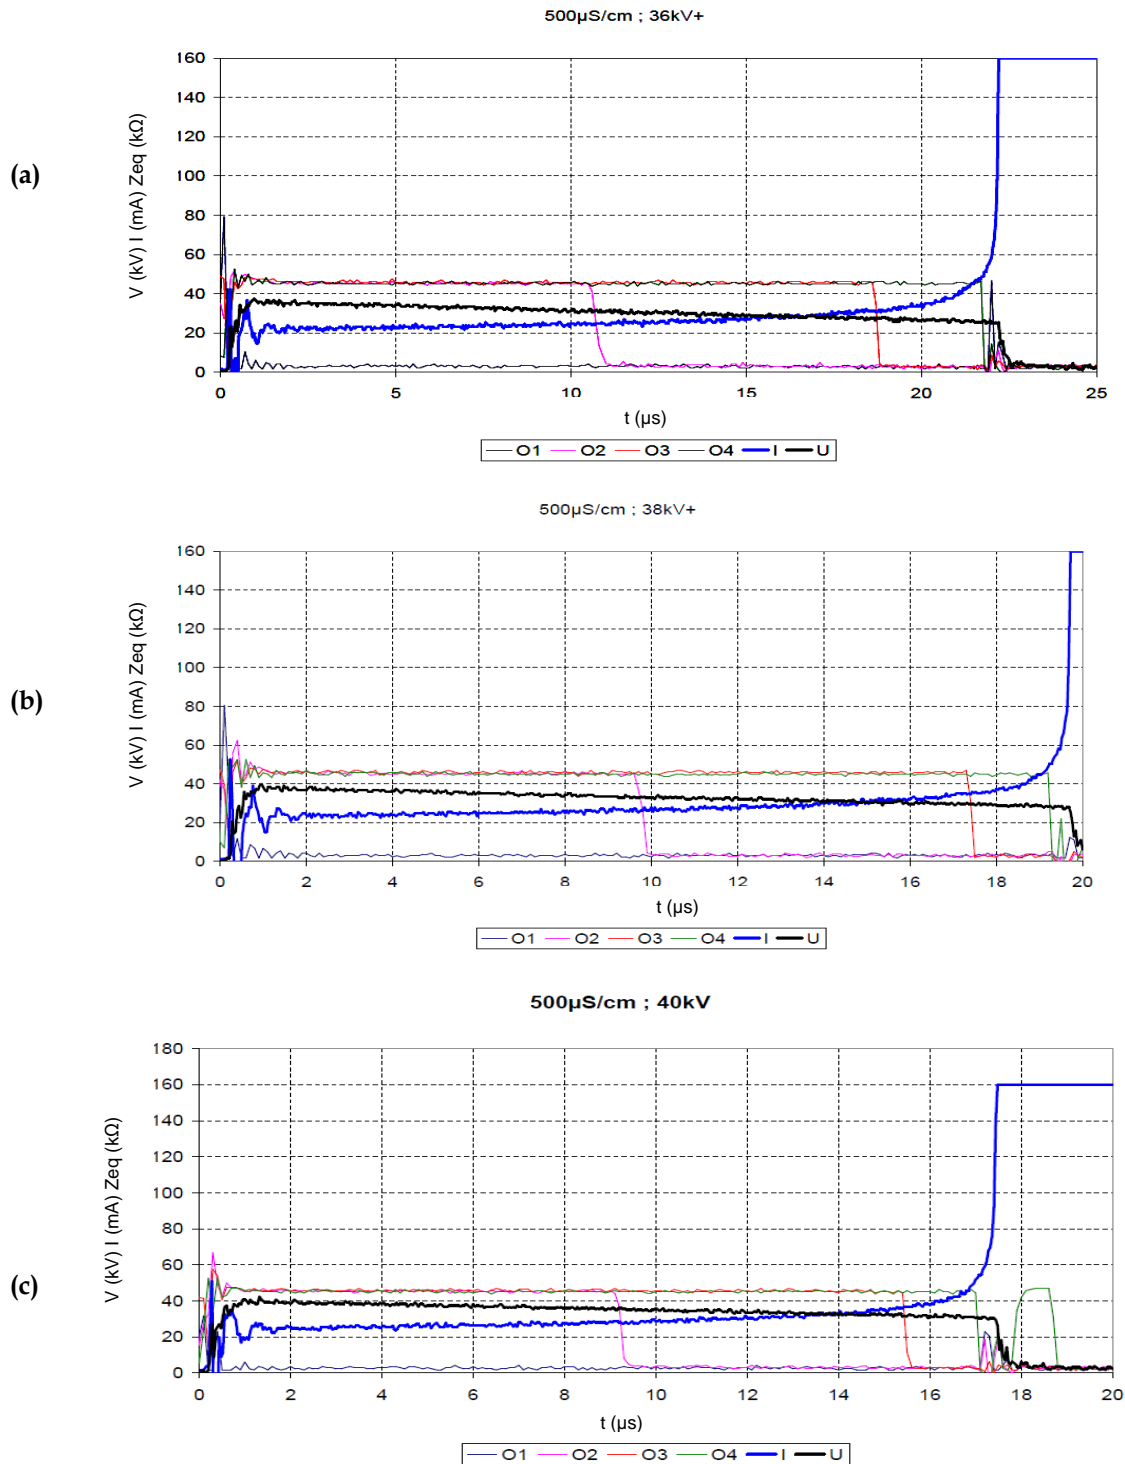 500µS/cm ; 36kV+
(a)
V (kV) I (mA) Zeq (kΩ)
160
140
120
100
80
60
40
20
0
0 5 10 15 20 25
t (µs)
O1 O2 O3 O4 I U
500µS/cm ; 38kV+
(b)
V (kV) I (mA) Zeq (kΩ)
160
140
120
100
80
60
40
20
0
0 2 4 6 8 10 12 14 16 18 20
t (µs)
O1 O2 O3 O4 I U
500µS/cm ; 40kV
(c)
V (kV) I (mA) Zeq (kΩ)
180
160
140
120
100
80
60
40
20
0
0 2 4 6 8 10 12 14 16 18 20
t (µs)
O1 O2 O3 O4 I U